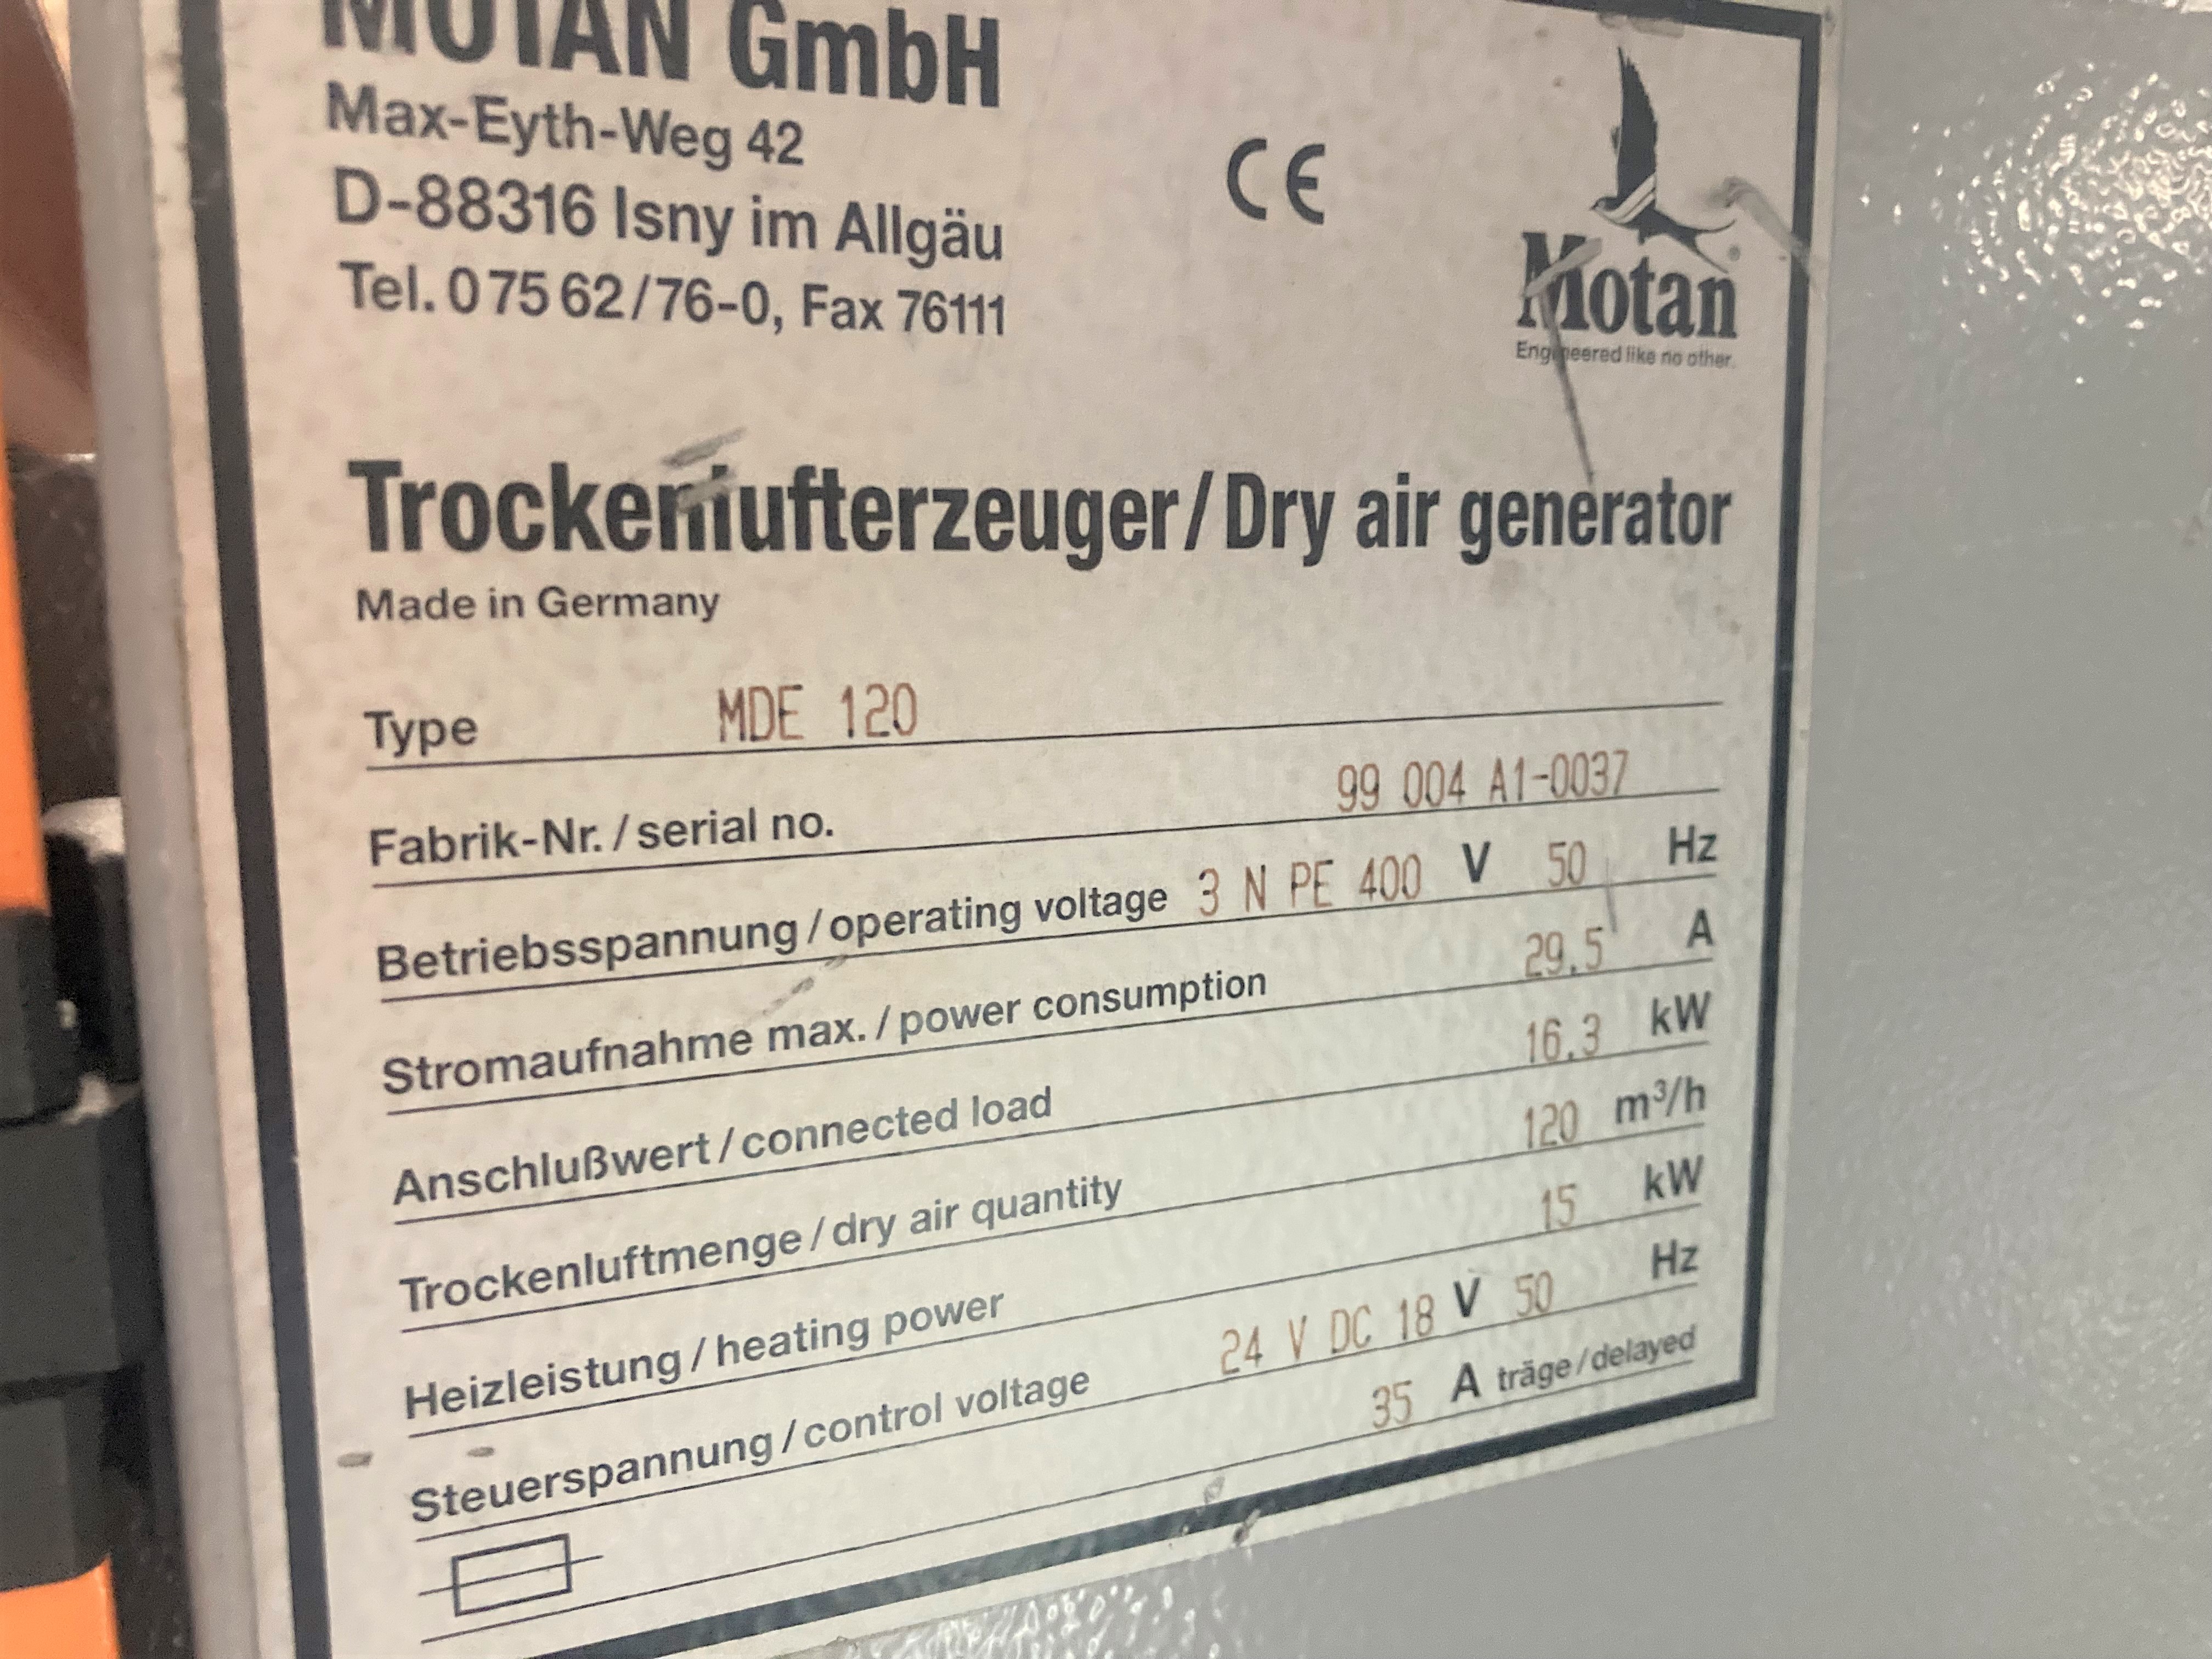 MOTAN GmbH
Max-Eyth-Weg 42
D-88316 Isny im Allgäu
Tel. 0 75 62/76-0, Fax 76111
CE
Motan®
Engineered like no other.
Trockenlufterzeuger/Dry air generator
Made in Germany
Type MDE 120
Fabrik-Nr./serial no. 99 004 A1-0037
Betriebsspannung/operating voltage 3 N PE 400 V 50 Hz
Stromaufnahme max./power consumption 29.5 A
Anschlußwert/connected load 16.3 kW
Trockenluftmenge/dry air quantity 120 m³/h
Heizleistung/heating power 15 kW
Steuerspannung/control voltage 24 V DC 18 V 50 Hz
35 A träge/delayed